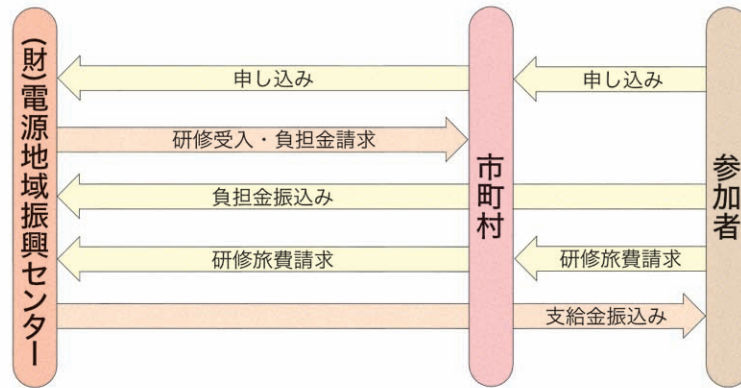 (財)電源地域振興センター
市町村
参加者
申し込み
申し込み
研修受入・負担金請求
負担金振込み
研修旅費請求
研修旅費請求
支給金振込み